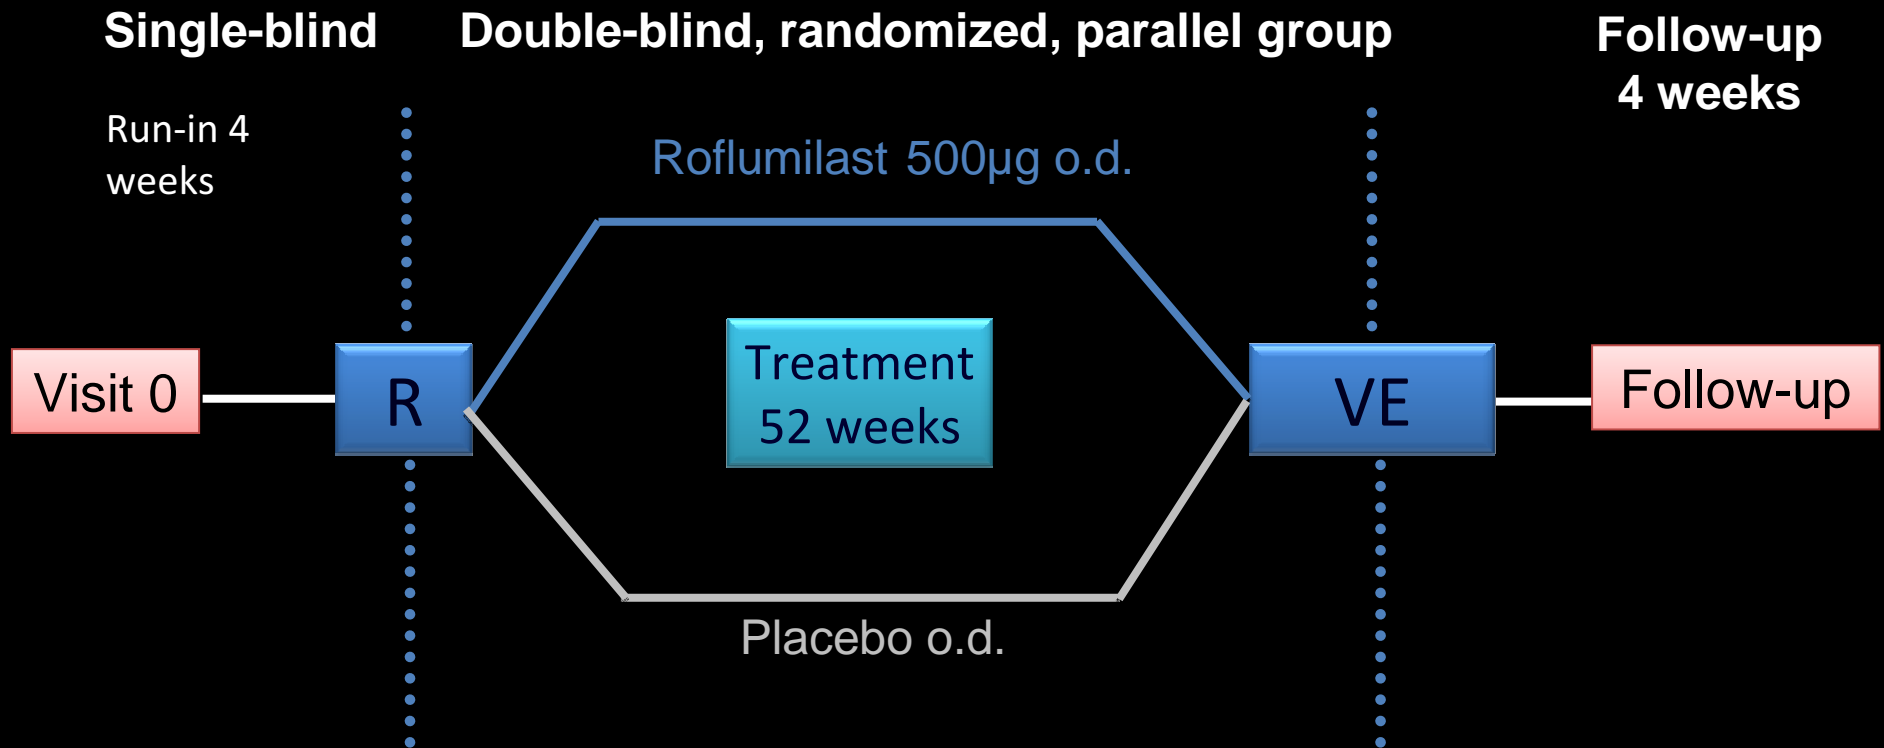 Single-blind
Double-blind, randomized, parallel group
Follow-up
4 weeks
Run-in 4
weeks
Roflumilast 500µg o.d.
Visit 0
R
Treatment
52 weeks
VE
Follow-up
Placebo o.d.